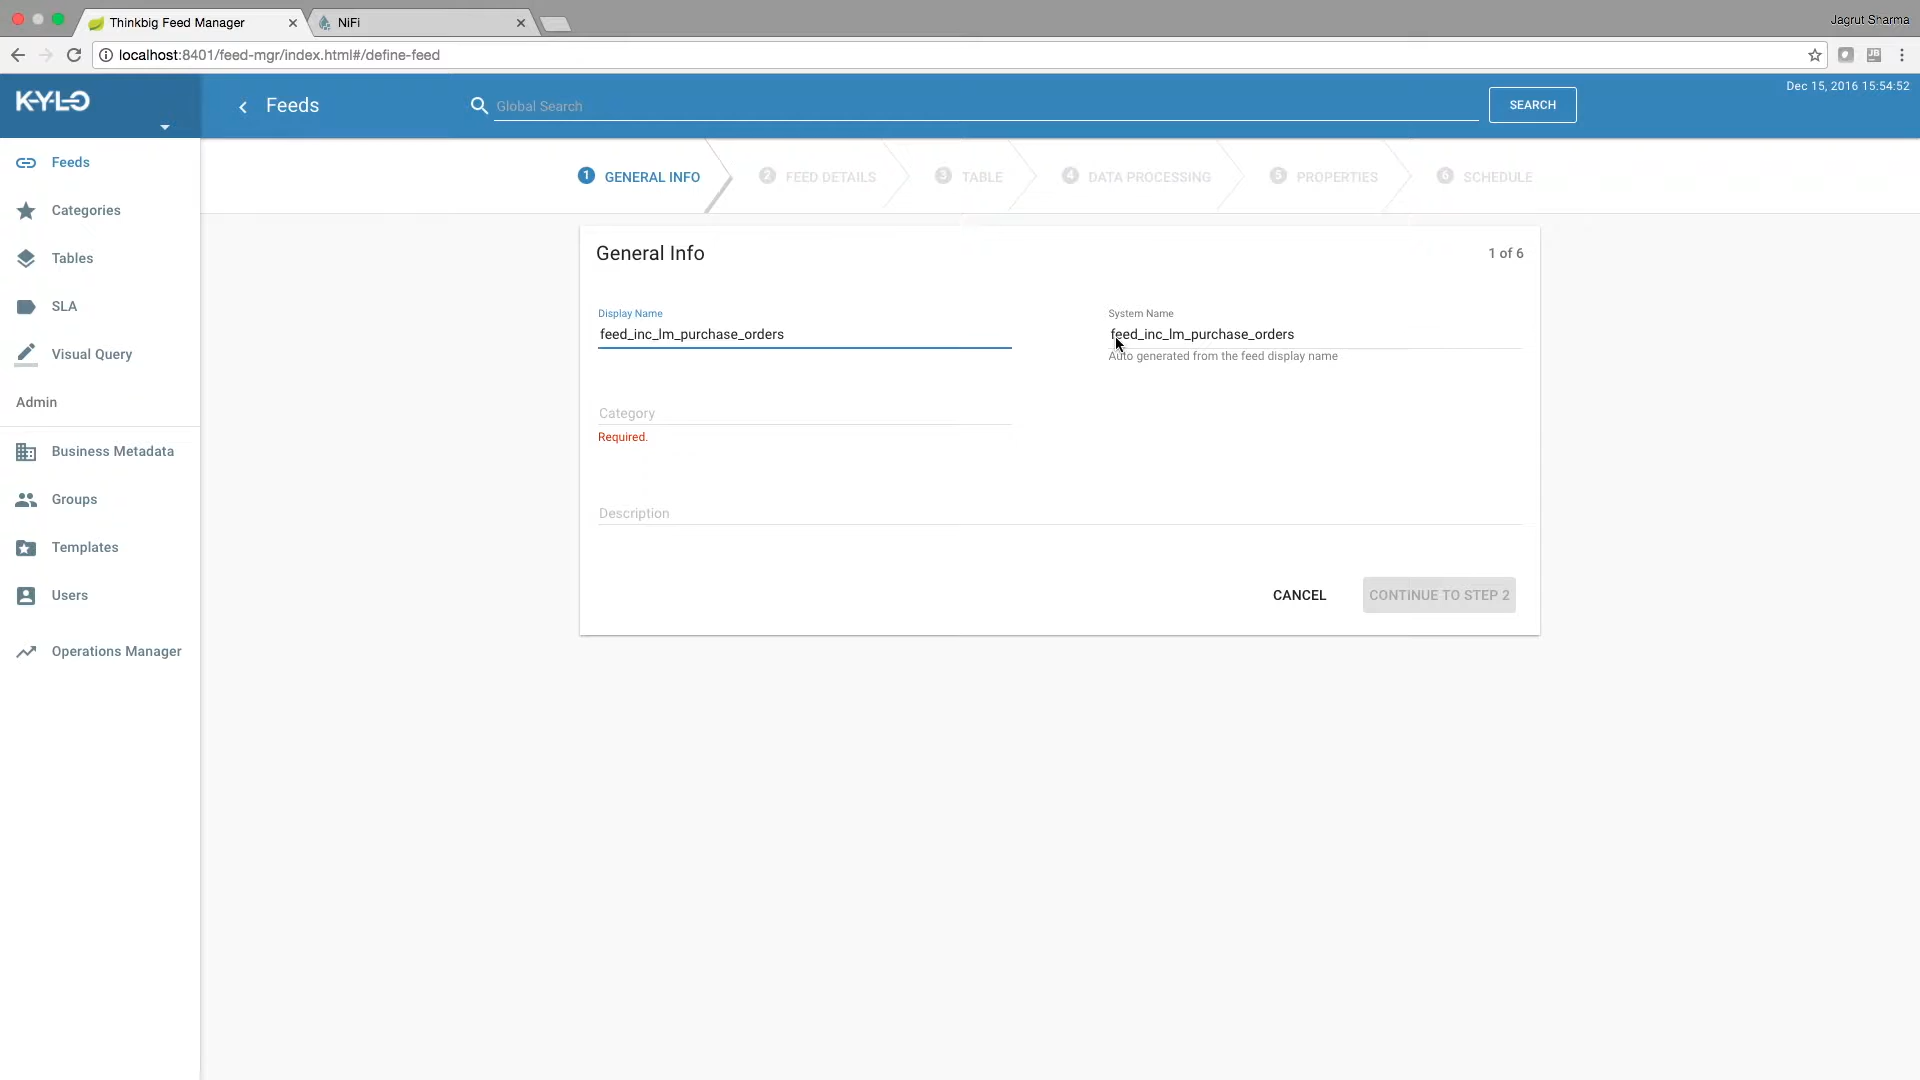 Thinkbig Feed Manager
NiFi
Jagrut Sharma
localhost:8401/feed-mgr/index.html#/define-feed
KYLO
Feeds
Global Search
SEARCH
Dec 15, 2016 15:54:52
Feeds
Categories
Tables
SLA
Visual Query
Admin
Business Metadata
Groups
Templates
Users
Operations Manager
1 GENERAL INFO
2 FEED DETAILS
3 TABLE
4 DATA PROCESSING
5 PROPERTIES
6 SCHEDULE
General Info
1 of 6
Display Name
feed_inc_lm_purchase_orders
System Name
feed_inc_lm_purchase_orders
Auto generated from the feed display name
Category
Required.
Description
CANCEL
CONTINUE TO STEP 2